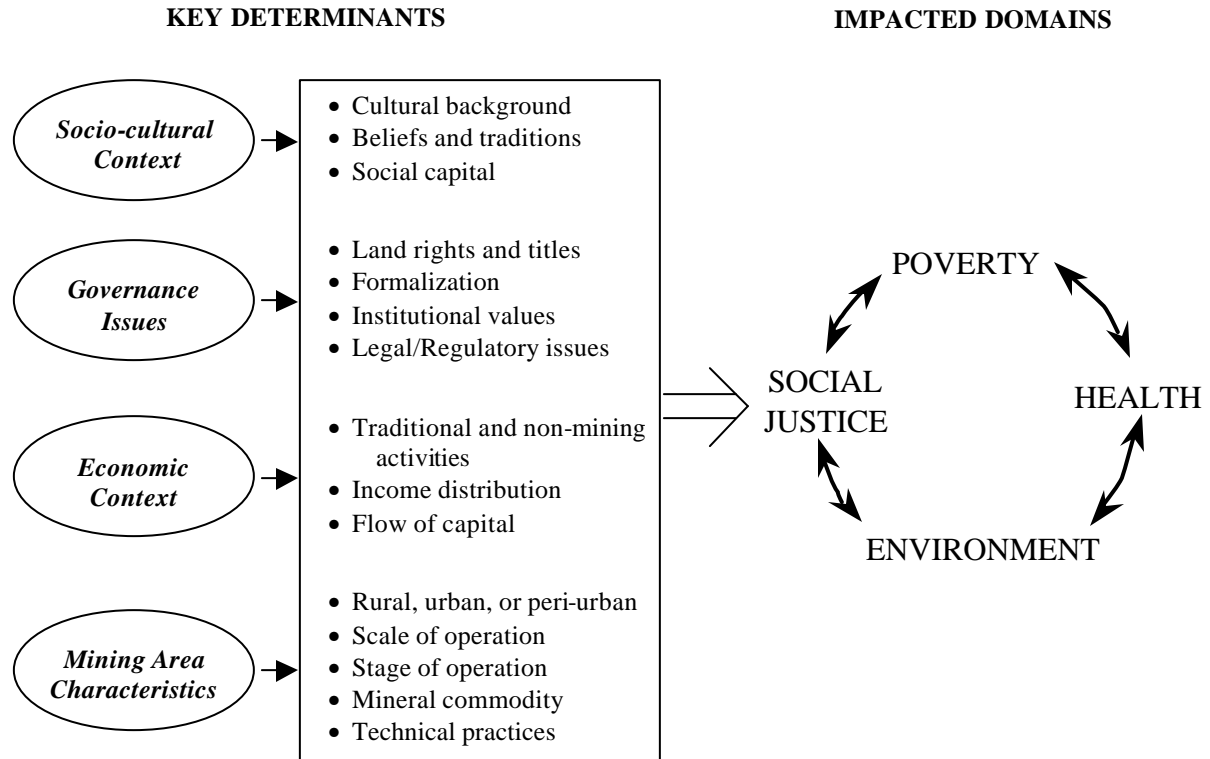 KEY DETERMINANTS
IMPACTED DOMAINS
Socio-cultural
Context
• Cultural background
• Beliefs and traditions
• Social capital
Governance
Issues
• Land rights and titles
• Formalization
• Institutional values
• Legal/Regulatory issues
Economic
Context
• Traditional and non-mining
activities
• Income distribution
• Flow of capital
Mining Area
Characteristics
• Rural, urban, or peri-urban
• Scale of operation
• Stage of operation
• Mineral commodity
• Technical practices
POVERTY
SOCIAL
JUSTICE
HEALTH
ENVIRONMENT